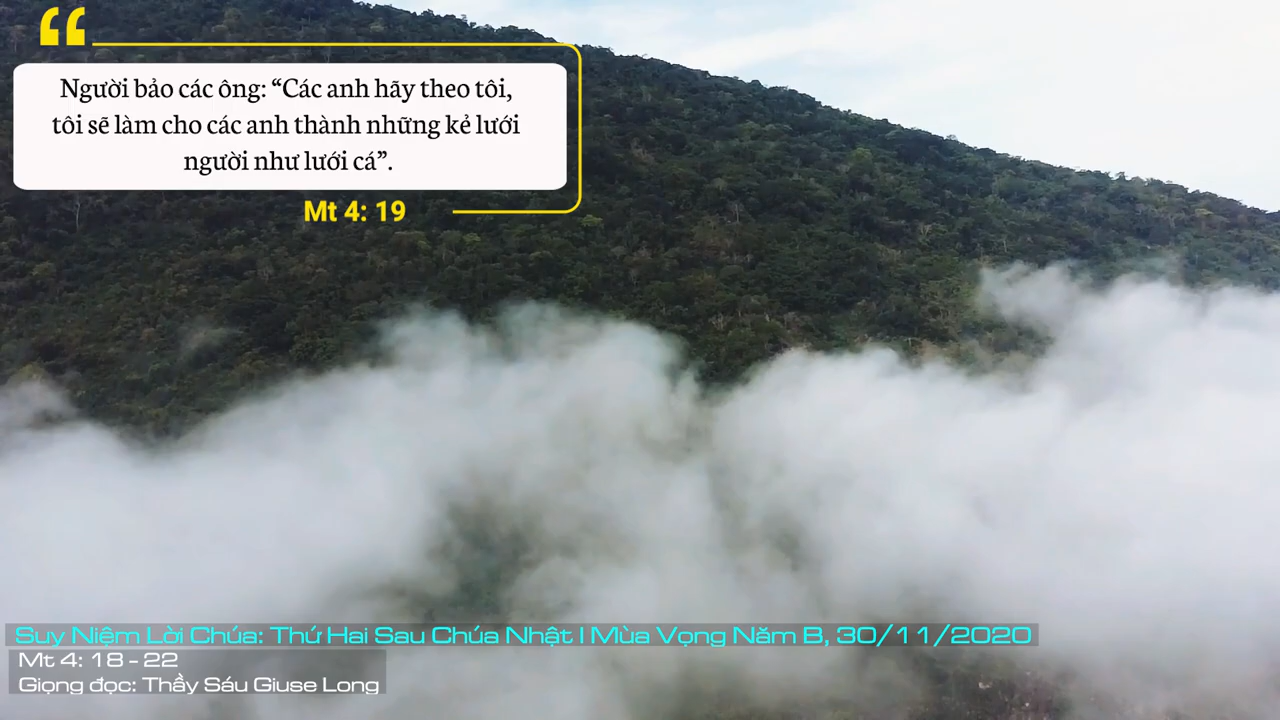 “
Người bảo các ông: “Các anh hãy theo tôi,
tôi sẽ làm cho các anh thành những kẻ lưới
người như lưới cá”.
Mt 4: 19
Suy Niệm Lời Chúa: Thứ Hai Sau Chúa Nhật I Mùa Vọng Năm B, 30/11/2020
Mt 4: 18 - 22
Giọng đọc: Thầy Sáu Giuse Long